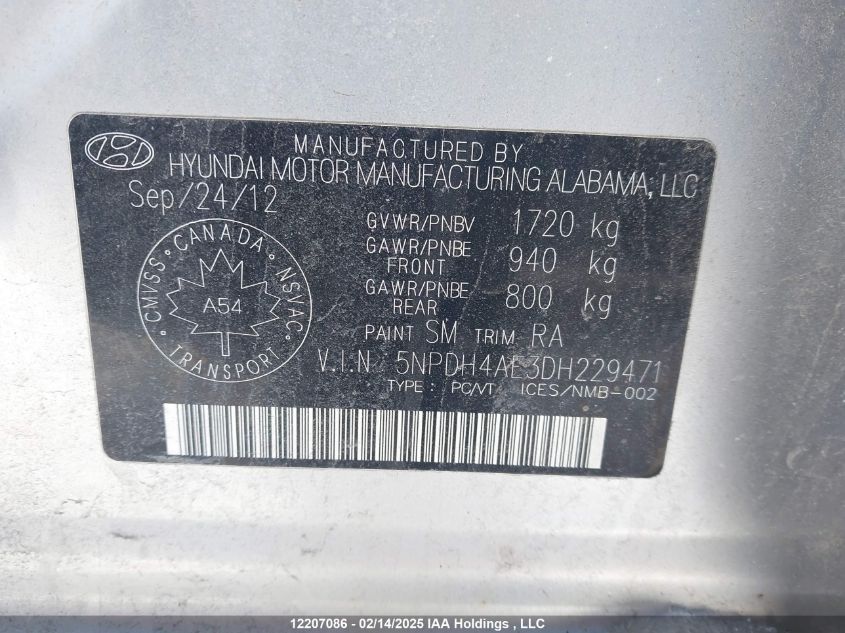 MANUFACTURED BY
HYUNDAI MOTOR MANUFACTURING ALABAMA, LLC
Sep/24/12
GVWR/PNBV 1720 kg
GAWR/PNBE FRONT 940 kg
GAWR/PNBE REAR 800 kg
PAINT SM TRIM RA
V.I.N 5NPDH4AE3DH229471
TYPE: PC/VT ICES/NMB-002
CANADA
CMVSS
NSVAC
A54
TRANSPORT
12207086 - 02/14/2025 IAA Holdings , LLC